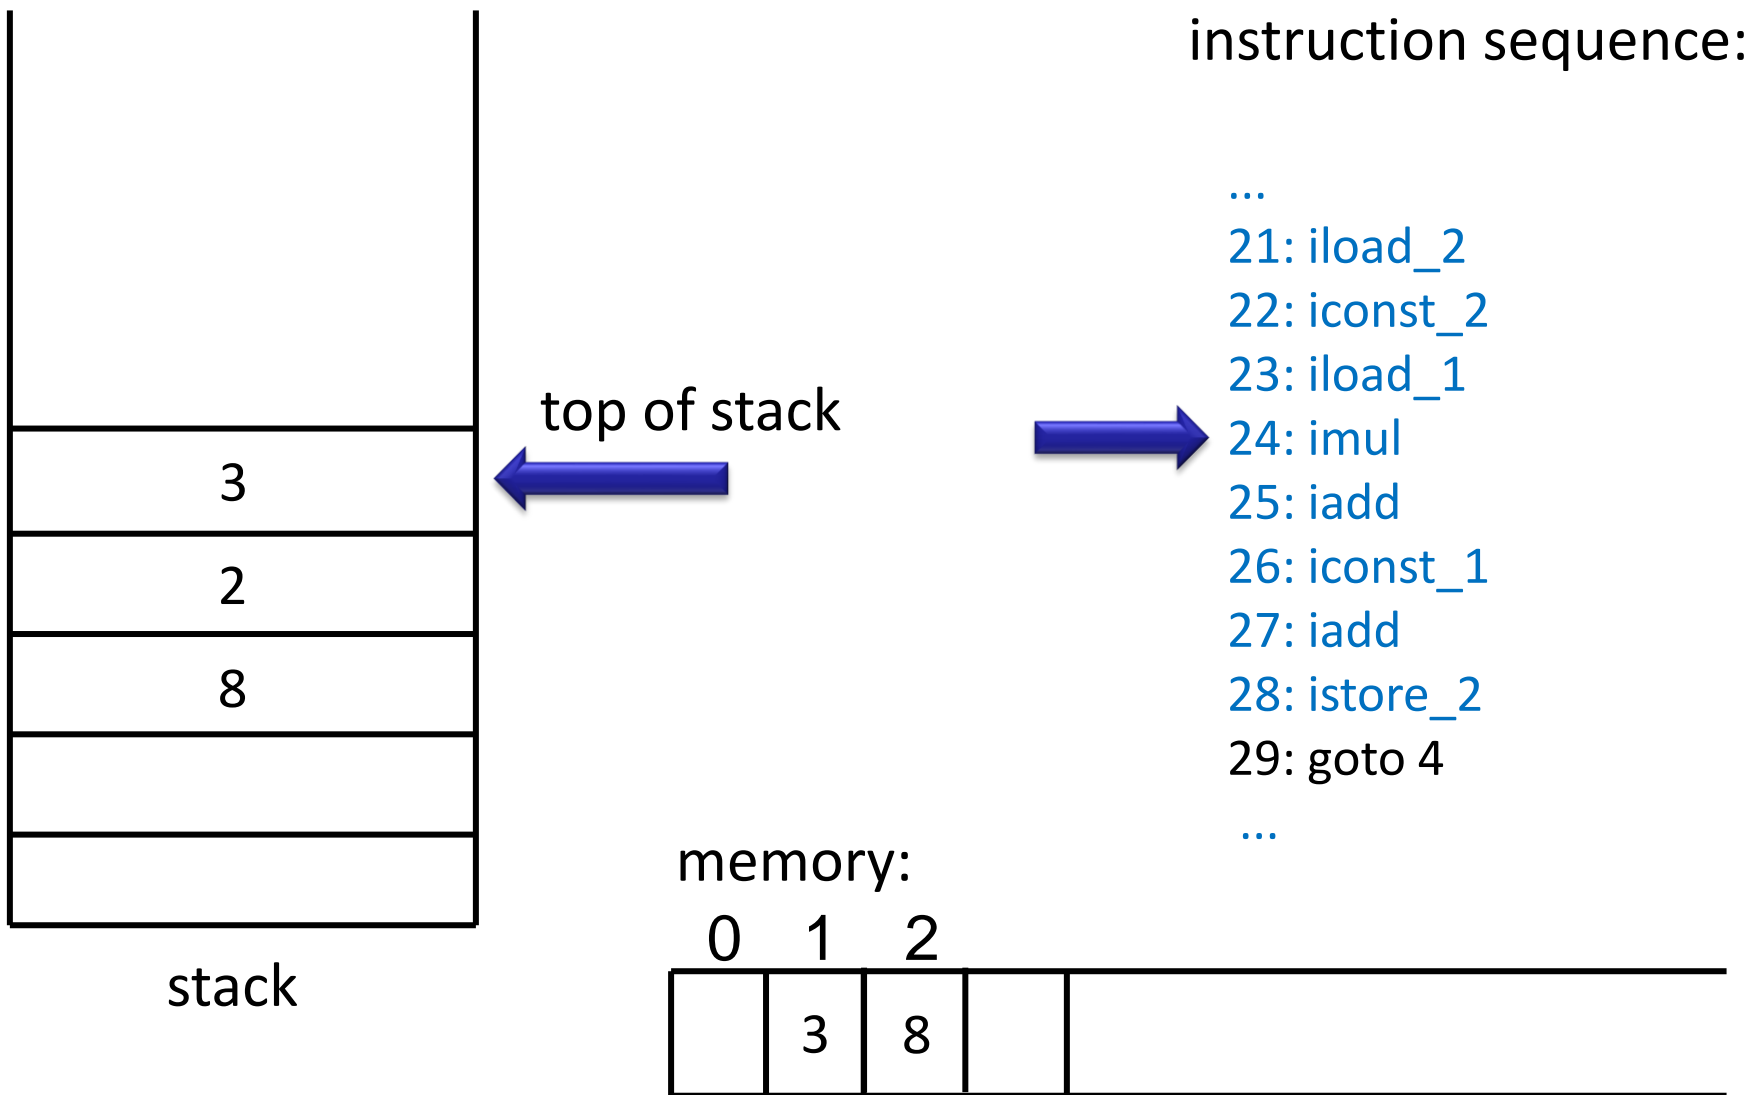 instruction sequence:
...
21: iload_2
22: iconst_2
23: iload_1
24: imul
25: iadd
26: iconst_1
27: iadd
28: istore_2
29: goto 4
...
top of stack
3
2
8
stack
memory:
0 1 2
3 8